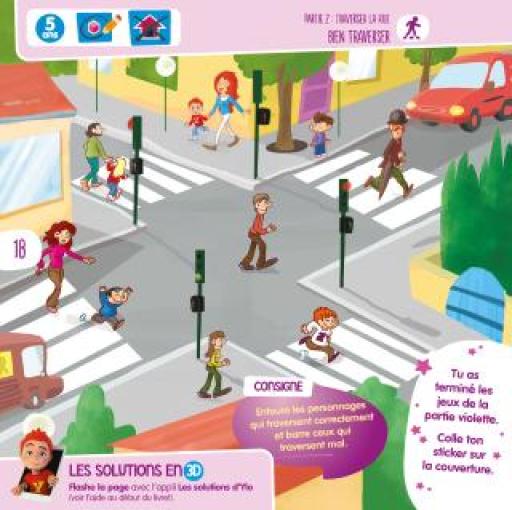 5
ans
PARTIE 2 : TRAVERSER LA RUE
BIEN TRAVERSER
18
CONSIGNE
Entoure les personnages
qui traversent correctement
et barre ceux qui
traversent mal.
Tu as
terminé les
jeux de la
partie violette.
Colle ton
sticker sur
la couverture.
LES SOLUTIONS EN 3D
Flashe la page avec l'appli Les solutions d'Ylo
(voir l'aide au début du livret).